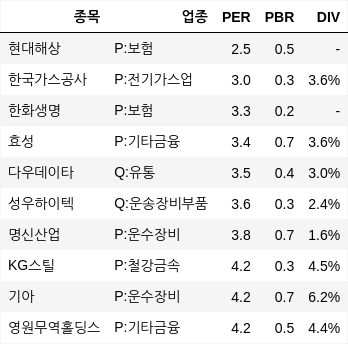 종목 업종 PER PBR DIV
현대해상 P:보험 2.5 0.5 -
한국가스공사 P:전기가스업 3.0 0.3 3.6%
한화생명 P:보험 3.3 0.2 -
효성 P:기타금융 3.4 0.7 3.6%
다우데이타 Q:유통 3.5 0.4 3.0%
성우하이텍 Q:운송장비부품 3.6 0.3 2.4%
명신산업 P:운수장비 3.8 0.7 1.6%
KG스틸 P:철강금속 4.2 0.3 4.5%
기아 P:운수장비 4.2 0.7 6.2%
영원무역홀딩스 P:기타금융 4.2 0.5 4.4%